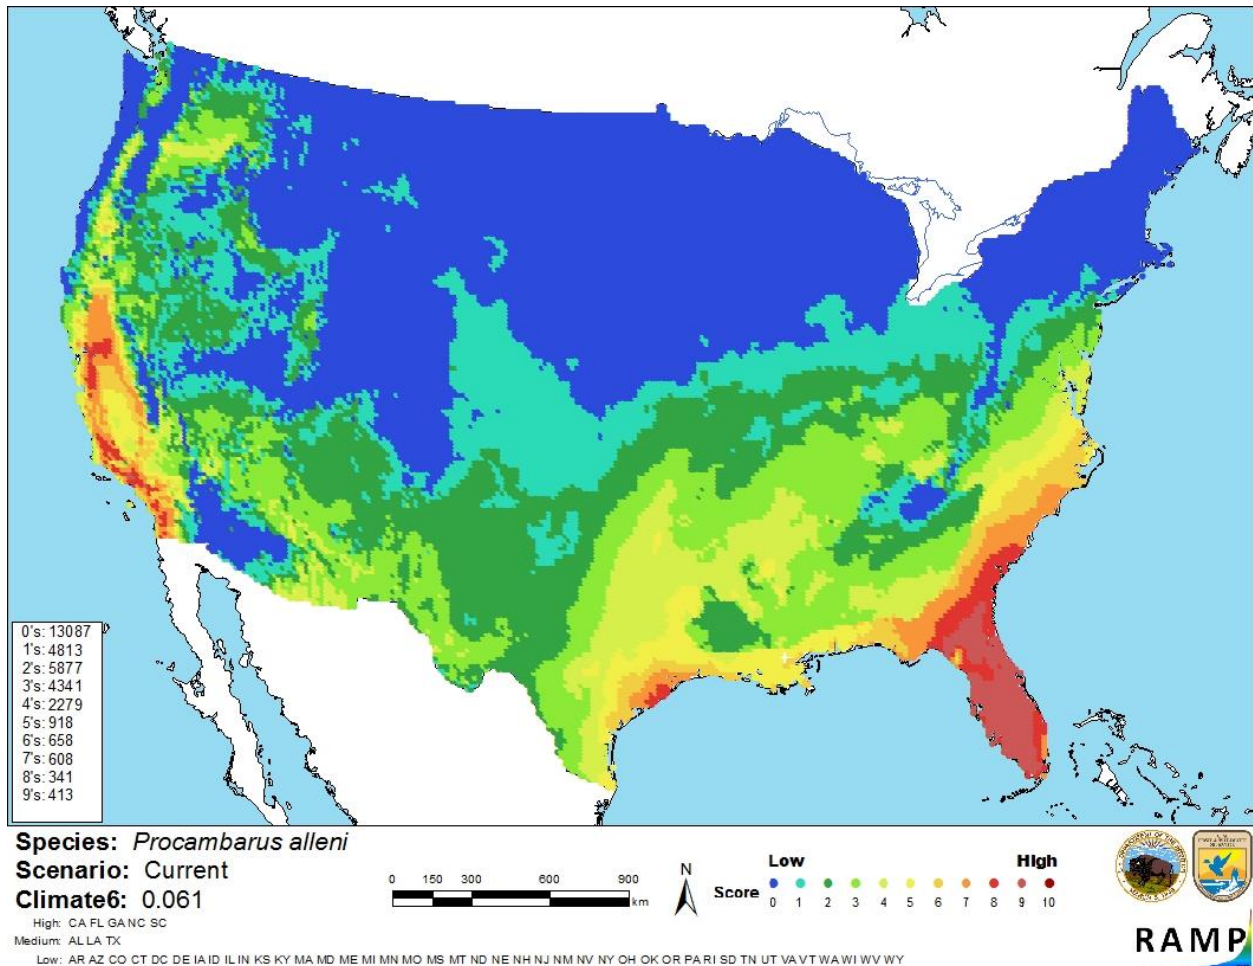 0's: 13087
1's: 4813
2's: 5877
3's: 4341
4's: 2279
5's: 918
6's: 658
7's: 608
8's: 341
9's: 413
Species: Procambarus alleni
Scenario: Current
Climate6: 0.061
High: CA FL GA NC SC
Medium: AL LA TX
Low: AR AZ CO CT DC DE IA ID IL IN KS KY MA MD ME MI MN MO MS MT ND NE NH NJ NM NV NY OH OK OR PA RI SD TN UT VA VT WA WI WV WY
0 150 300 600 900
km
N
Low High
Score
0 1 2 3 4 5 6 7 8 9 10
RAMP